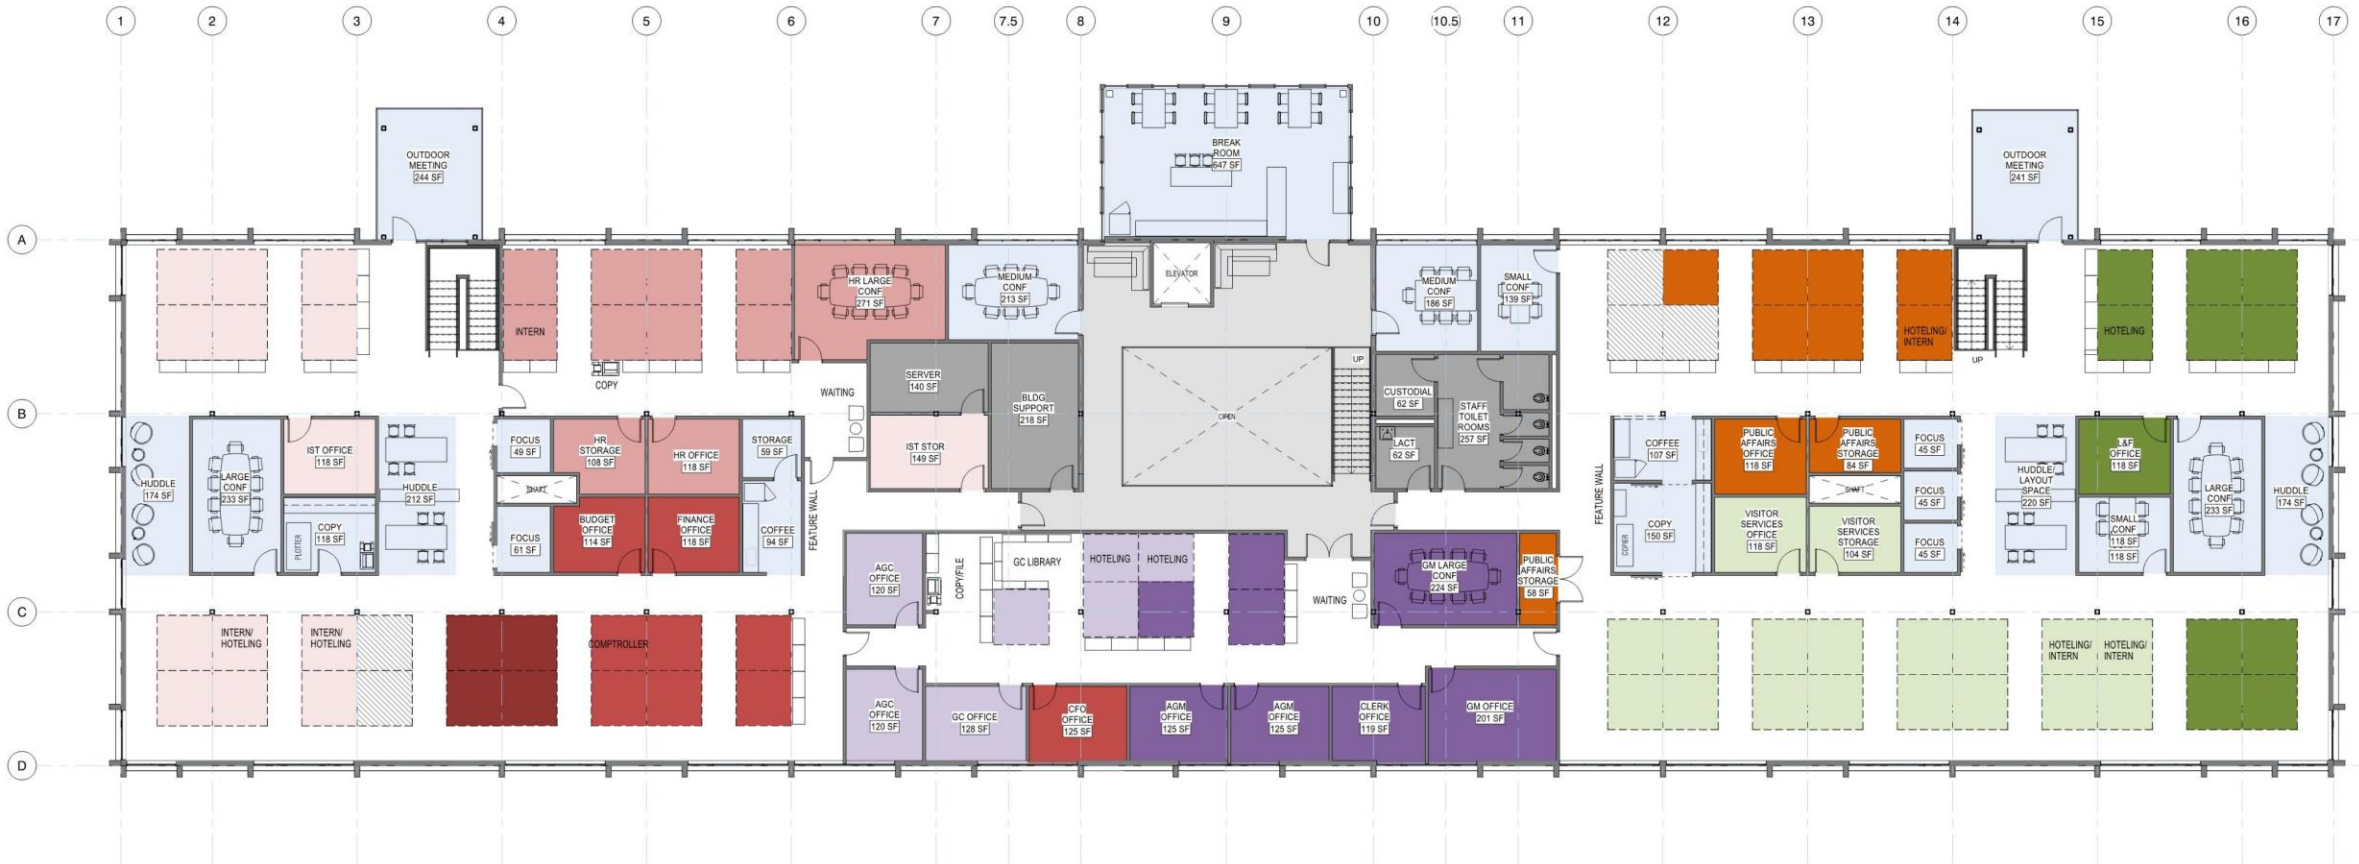 1 2 3 4 5 6 7 7.5 8 9 10 10.5 11 12 13 14 15 16 17
A
B
C
D
OUTDOOR
MEETING
244 SF
BREAK
ROOM
647 SF
OUTDOOR
MEETING
241 SF
INTERN
COPY
HR LARGE
CONF
271 SF
MEDIUM
CONF
213 SF
ELEVATOR
MEDIUM
CONF
186 SF
SMALL
CONF
139 SF
HOTELING/
INTERN
UP
HOTELING
WAITING
SERVER
140 SF
BLDG
SUPPORT
218 SF
IST STOR
149 SF
OPEN
UP
CUSTODIAL
62 SF
LACT
62 SF
STAFF
TOILET
ROOMS
257 SF
HUDDLE
174 SF
LARGE
CONF
233 SF
IST OFFICE
118 SF
COPY
118 SF
PLOTTER
HUDDLE
212 SF
FOCUS
49 SF
SHAFT
FOCUS
61 SF
HR
STORAGE
108 SF
HR OFFICE
118 SF
BUDGET
OFFICE
114 SF
FINANCE
OFFICE
118 SF
STORAGE
59 SF
COFFEE
94 SF
FEATURE WALL
FEATURE WALL
COFFEE
107 SF
COPY
150 SF
COPIER
PUBLIC
AFFAIRS
OFFICE
118 SF
PUBLIC
AFFAIRS
STORAGE
84 SF
SHAFT
VISITOR
SERVICES
OFFICE
118 SF
VISITOR
SERVICES
STORAGE
104 SF
FOCUS
45 SF
FOCUS
45 SF
FOCUS
45 SF
HUDDLE/
LAYOUT
SPACE
220 SF
L&F
OFFICE
118 SF
SMALL
CONF
118 SF
118 SF
LARGE
CONF
233 SF
HUDDLE
174 SF
AGC
OFFICE
120 SF
COPY/FILE
GC LIBRARY
HOTELING
HOTELING
WAITING
GM LARGE
CONF
224 SF
PUBLIC
AFFAIRS
STORAGE
58 SF
INTERN/
HOTELING
INTERN/
HOTELING
COMPTROLLER
HOTELING/
INTERN
HOTELING/
INTERN
AGC
OFFICE
120 SF
GC OFFICE
128 SF
CFO
OFFICE
125 SF
AGM
OFFICE
125 SF
AGM
OFFICE
125 SF
CLERK
OFFICE
119 SF
GM OFFICE
201 SF